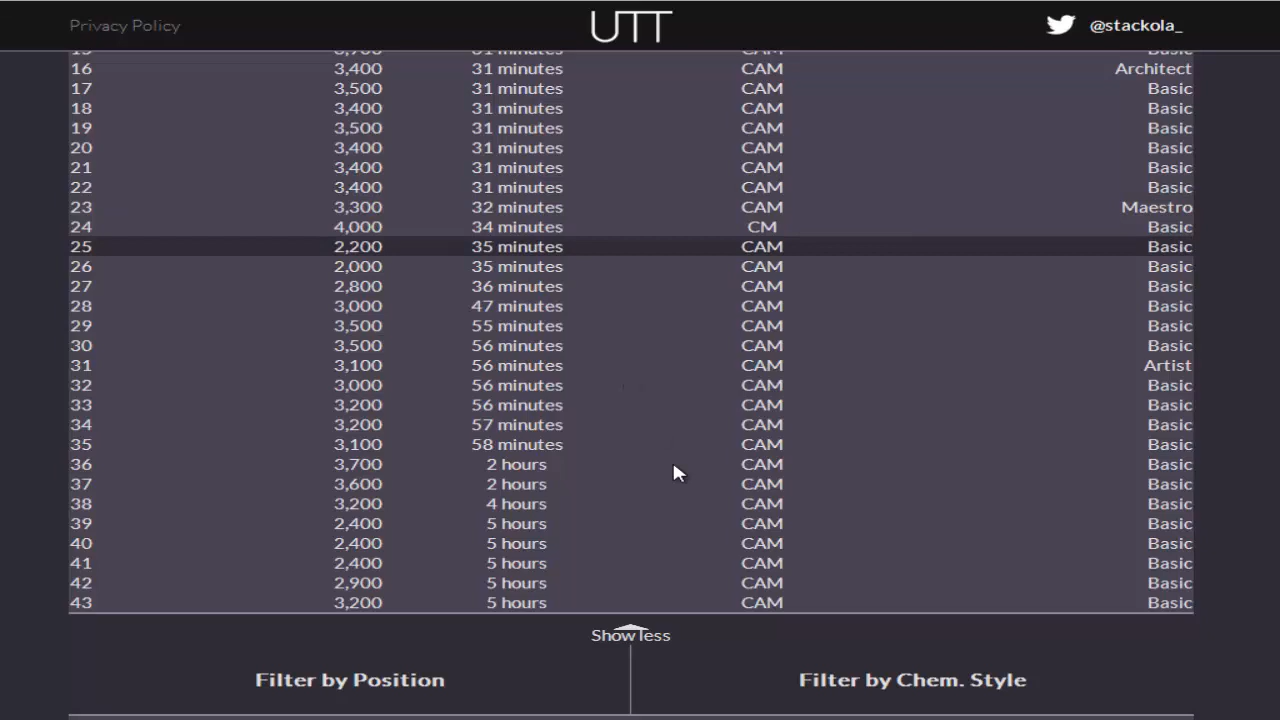 Privacy Policy UTT @stackola_
15 3,700 31 minutes CAM Basic
16 3,400 31 minutes CAM Architect
17 3,500 31 minutes CAM Basic
18 3,400 31 minutes CAM Basic
19 3,500 31 minutes CAM Basic
20 3,400 31 minutes CAM Basic
21 3,400 31 minutes CAM Basic
22 3,400 31 minutes CAM Basic
23 3,300 32 minutes CAM Maestro
24 4,000 34 minutes CM Basic
25 2,200 35 minutes CAM Basic
26 2,000 35 minutes CAM Basic
27 2,800 36 minutes CAM Basic
28 3,000 47 minutes CAM Basic
29 3,500 55 minutes CAM Basic
30 3,500 56 minutes CAM Basic
31 3,100 56 minutes CAM Artist
32 3,000 56 minutes CAM Basic
33 3,200 56 minutes CAM Basic
34 3,200 57 minutes CAM Basic
35 3,100 58 minutes CAM Basic
36 3,700 2 hours CAM Basic
37 3,600 2 hours CAM Basic
38 3,200 4 hours CAM Basic
39 2,400 5 hours CAM Basic
40 2,400 5 hours CAM Basic
41 2,400 5 hours CAM Basic
42 2,900 5 hours CAM Basic
43 3,200 5 hours CAM Basic
Show less
Filter by Position Filter by Chem. Style